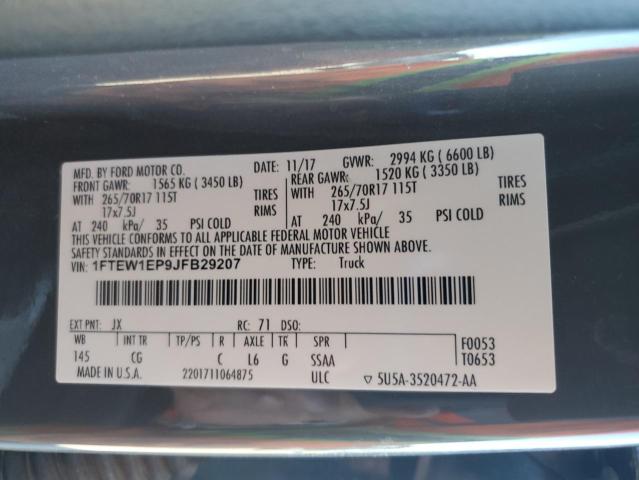 MFD. BY FORD MOTOR CO.
DATE: 11/17 GVWR: 2994 KG ( 6600 LB)
FRONT GAWR: 1565 KG ( 3450 LB)
REAR GAWR: 1520 KG ( 3350 LB)
WITH 265/70R17 115T TIRES
WITH 265/70R17 115T TIRES
17x7.5J RIMS
17x7.5J RIMS
AT 240 kPa/ 35 PSI COLD
AT 240 kPa/ 35 PSI COLD
THIS VEHICLE CONFORMS TO ALL APPLICABLE FEDERAL MOTOR VEHICLE
SAFETY STANDARDS IN EFFECT ON THE DATE OF MANUFACTURE SHOWN ABOVE.
VIN: 1FTEW1EP9JFB29207 TYPE: Truck
EXT PNT: JX RC: 71 DSO:
WB INT TR TP/PS R AXLE TR SPR
145 CG C L6 G SSAA
F0053
T0653
MADE IN U.S.A. 2201711064875 ULC
5U5A-3520472-AA